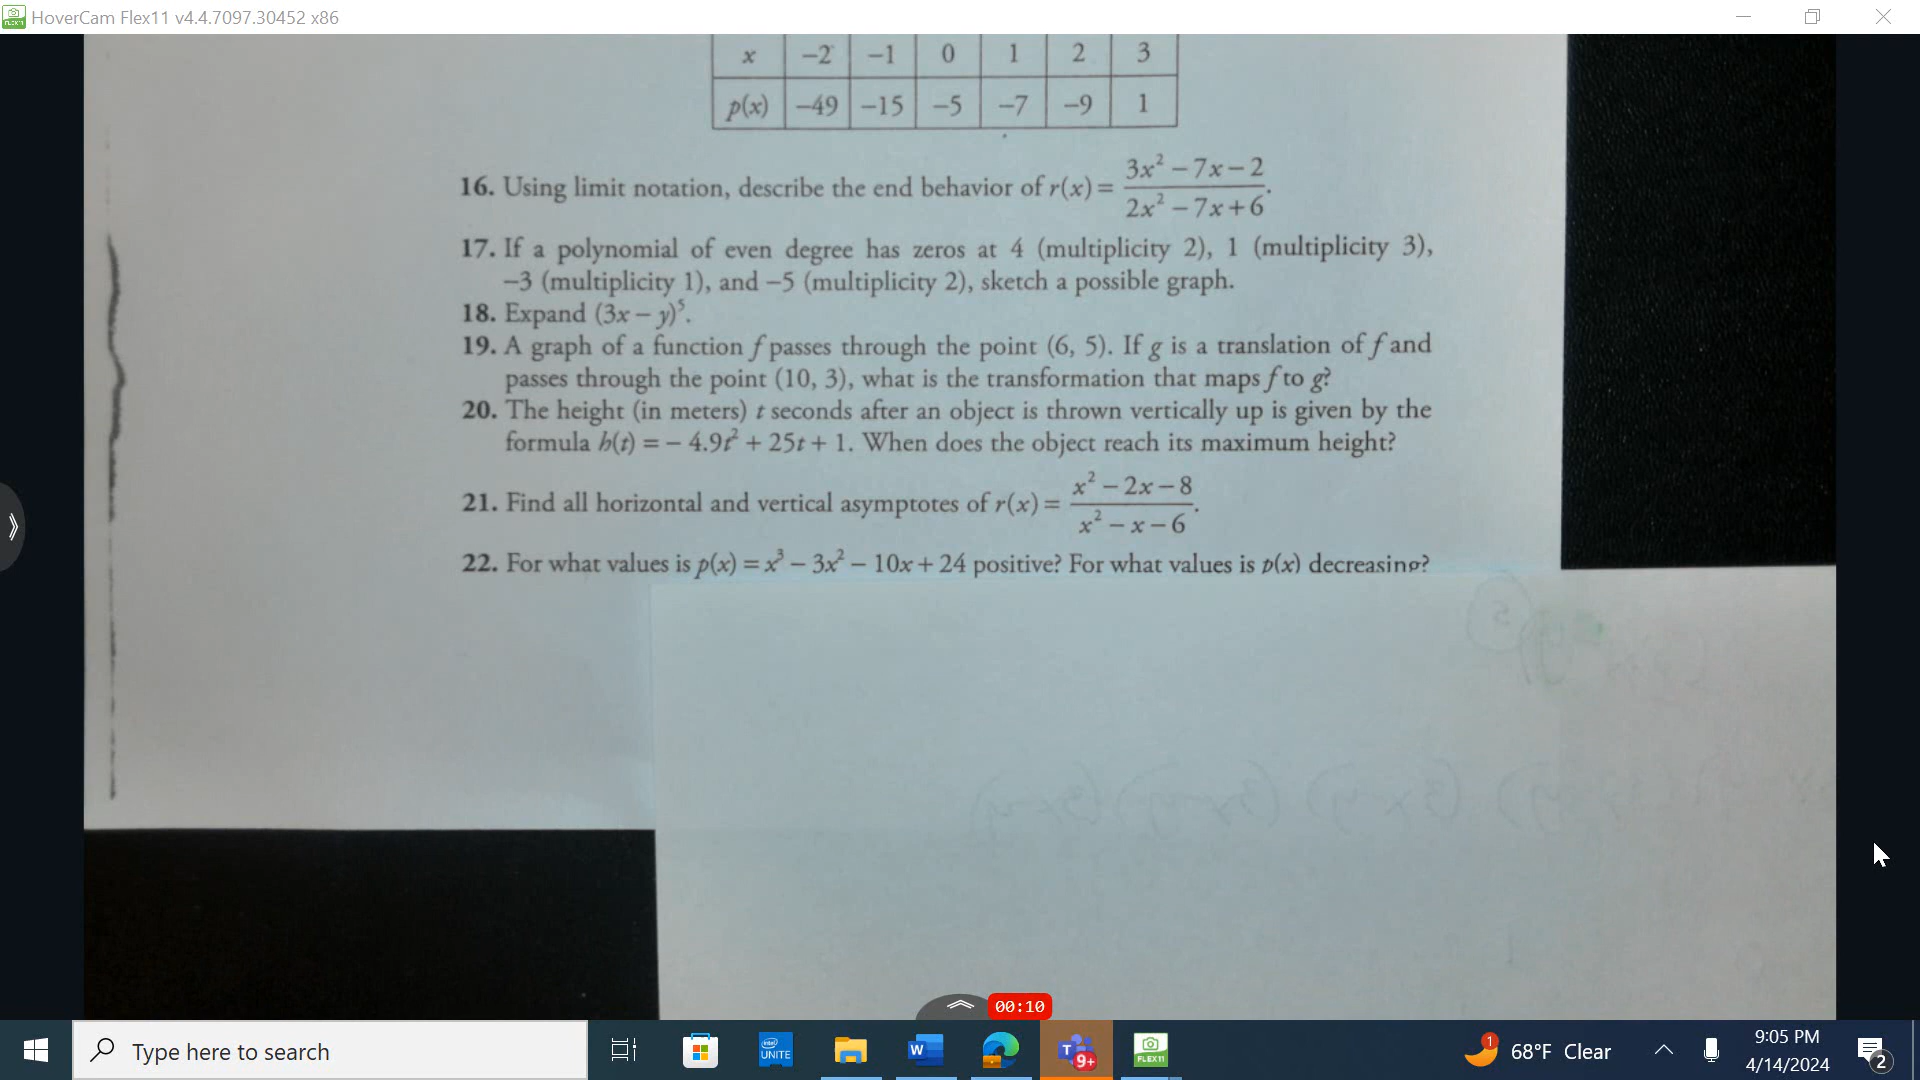 HoverCam Flex11 v4.4.7097.30452 x86
x −2 −1 0 1 2 3
p(x) −49 −15 −5 −7 −9 1
16. Using limit notation, describe the end behavior of r(x) = (3x² − 7x − 2)/(2x² − 7x + 6).
17. If a polynomial of even degree has zeros at 4 (multiplicity 2), 1 (multiplicity 3),
−3 (multiplicity 1), and −5 (multiplicity 2), sketch a possible graph.
18. Expand (3x − y)⁵.
19. A graph of a function f passes through the point (6, 5). If g is a translation of f and
passes through the point (10, 3), what is the transformation that maps f to g?
20. The height (in meters) t seconds after an object is thrown vertically up is given by the
formula h(t) = − 4.9t² + 25t + 1. When does the object reach its maximum height?
21. Find all horizontal and vertical asymptotes of r(x) = (x² − 2x − 8)/(x² − x − 6).
22. For what values is p(x) = x³ − 3x² − 10x + 24 positive? For what values is p(x) decreasing?
00:10
Type here to search
intel UNITE
W
T 9+
FLEX11
1
68°F Clear
9:05 PM
4/14/2024
2